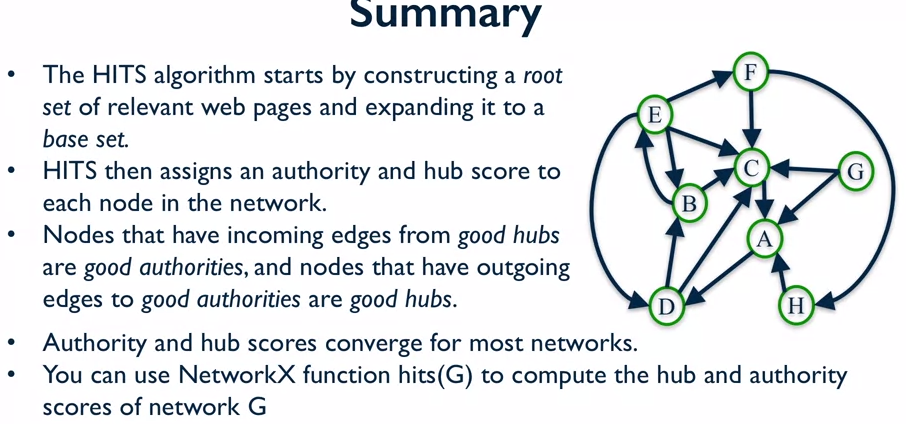 Summary
• The HITS algorithm starts by constructing a root
set of relevant web pages and expanding it to a
base set.
• HITS then assigns an authority and hub score to
each node in the network.
• Nodes that have incoming edges from good hubs
are good authorities, and nodes that have outgoing
edges to good authorities are good hubs.
• Authority and hub scores converge for most networks.
• You can use NetworkX function hits(G) to compute the hub and authority
scores of network G
F
E
C
G
B
A
D
H